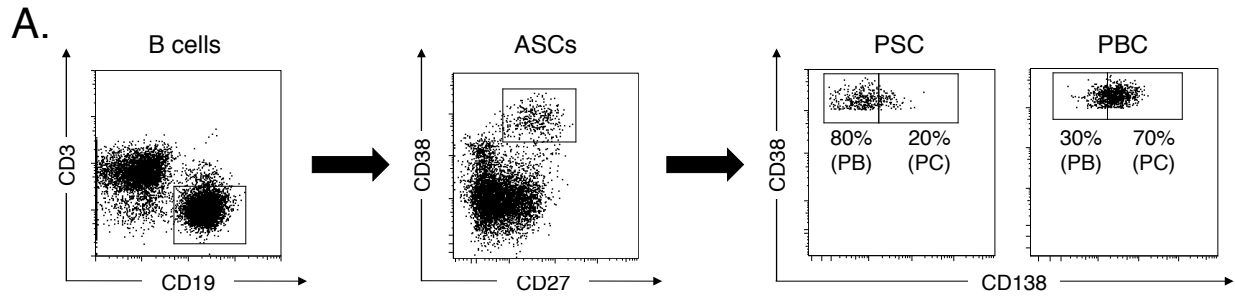 A.
B cells
ASCs
PSC
PBC
CD3
CD19
CD38
CD27
CD38
80%
(PB)
20%
(PC)
30%
(PB)
70%
(PC)
CD138